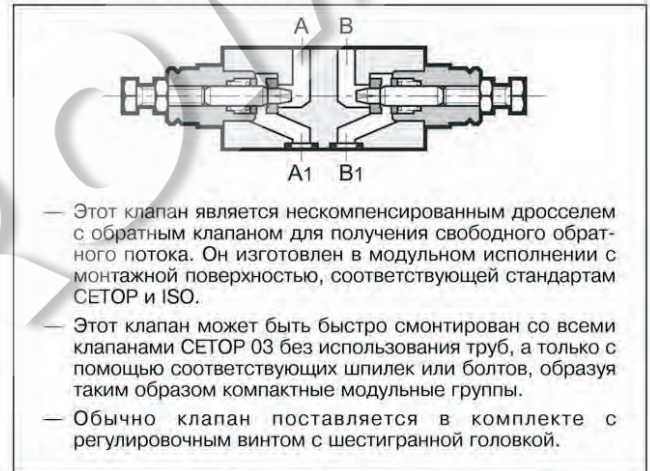 A B
A1 B1
— Этот клапан является нескомпенсированным дросселем
с обратным клапаном для получения свободного обрат-
ного потока. Он изготовлен в модульном исполнении с
монтажной поверхностью, соответствующей стандартам
CETOP и ISO.
— Этот клапан может быть быстро смонтирован со всеми
клапанами CETOP 03 без использования труб, а только с
помощью соответствующих шпилек или болтов, образуя
таким образом компактные модульные группы.
— Обычно клапан поставляется в комплекте с
регулировочным винтом с шестигранной головкой.